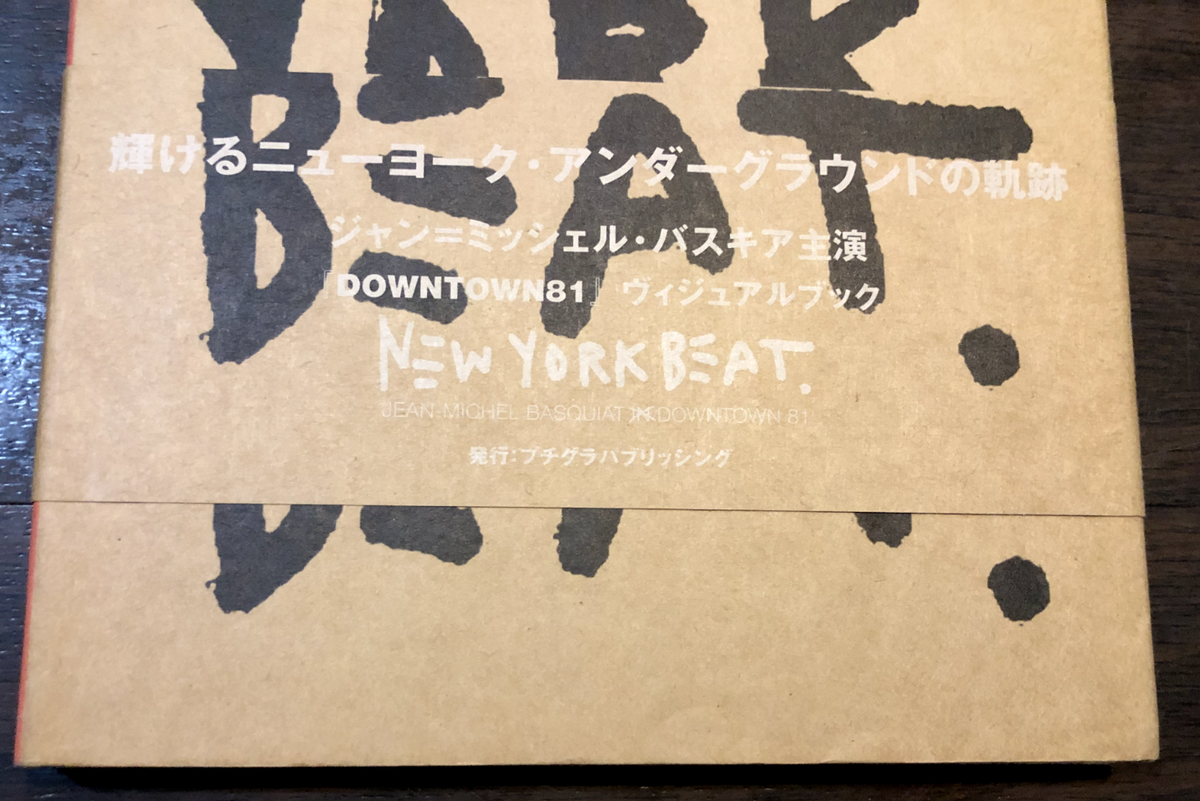 YORK
BEAT.
輝けるニューヨーク・アンダーグラウンドの軌跡
ジャン=ミッシェル・バスキア主演
『DOWNTOWN81』 ヴィジュアルブック
NEW YORK BEAT.
JEAN-MICHEL BASQUIAT IN DOWNTOWN 81
発行:プチグラパブリッシング